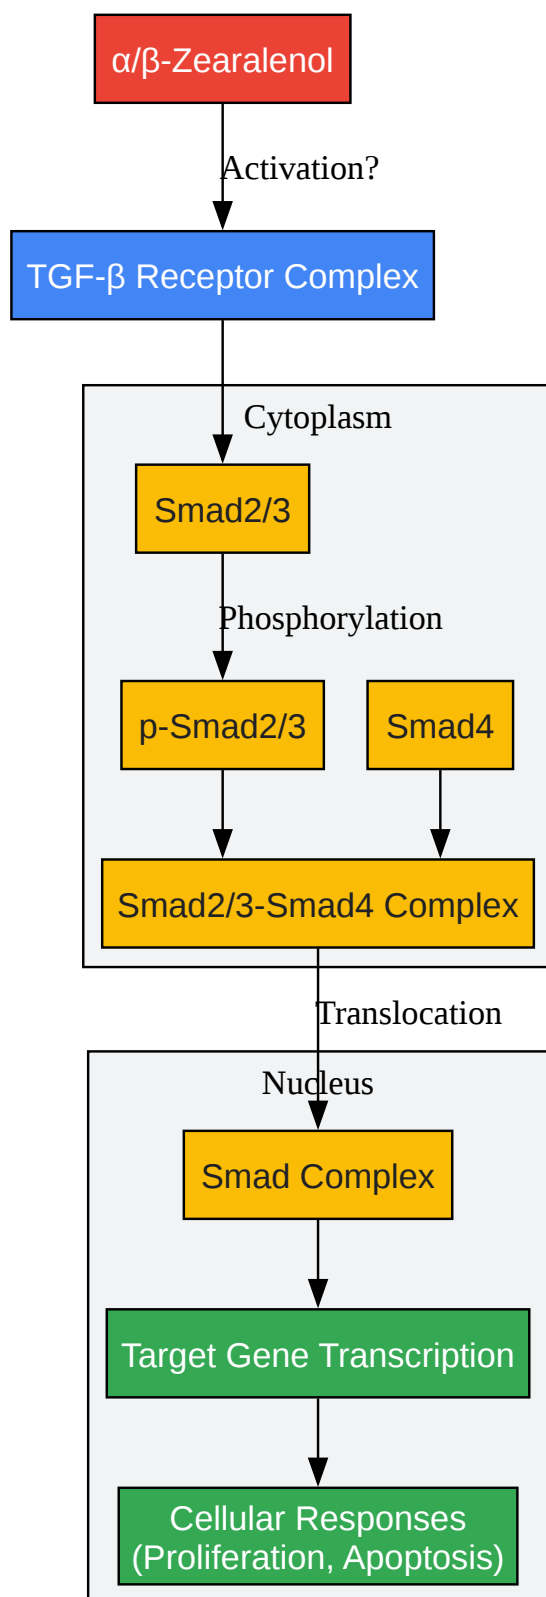 α/β-Zearalenol
Activation?
TGF-β Receptor Complex
Cytoplasm
Smad2/3
Phosphorylation
p-Smad2/3
Smad4
Smad2/3-Smad4 Complex
Translocation
Nucleus
Smad Complex
Target Gene Transcription
Cellular Responses
(Proliferation, Apoptosis)